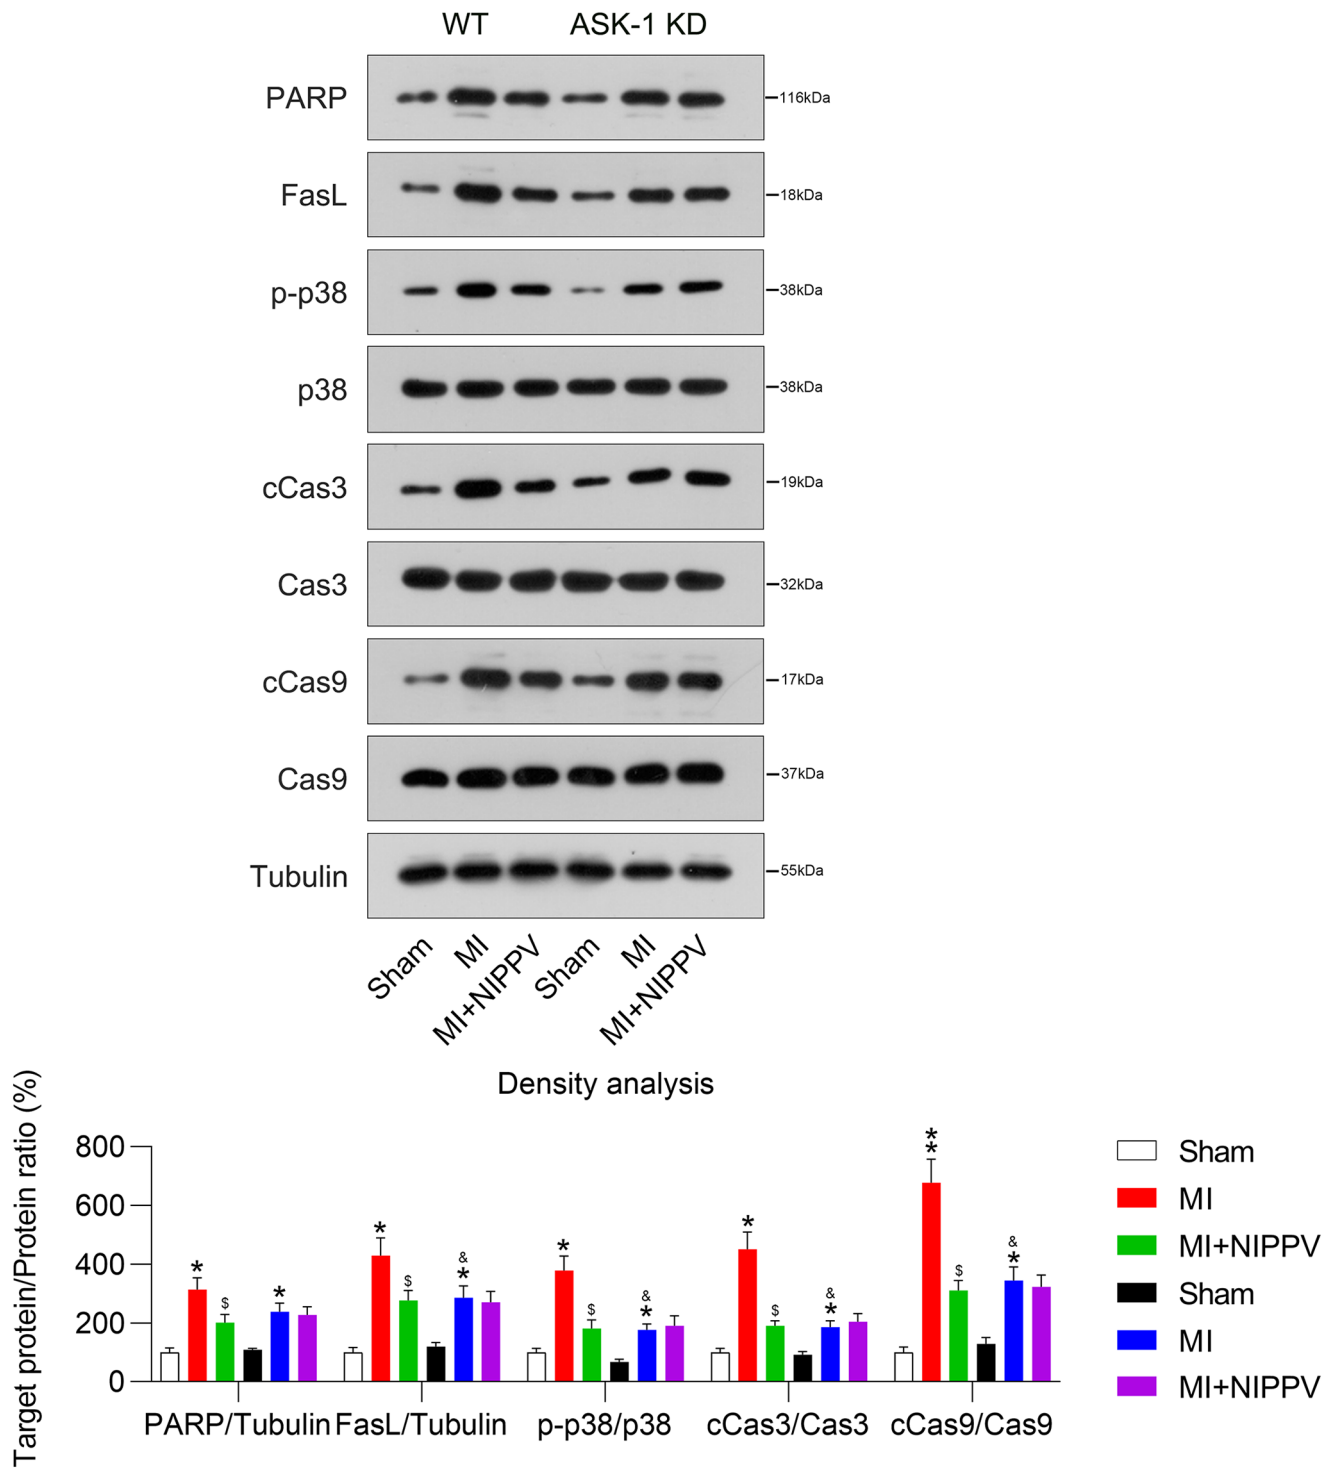 WT ASK-1 KD
PARP 116kDa
FasL 18kDa
p-p38 38kDa
p38 38kDa
cCas3 19kDa
Cas3 32kDa
cCas9 17kDa
Cas9 37kDa
Tubulin 55kDa
Sham MI MI+NIPPV Sham MI MI+NIPPV
Density analysis
Target protein/Protein ratio (%)
800
600
400
200
0
* $ *
* $ & *
* $ & *
* $ & *
** $ & *
PARP/Tubulin FasL/Tubulin p-p38/p38 cCas3/Cas3 cCas9/Cas9
Sham
MI
MI+NIPPV
Sham
MI
MI+NIPPV